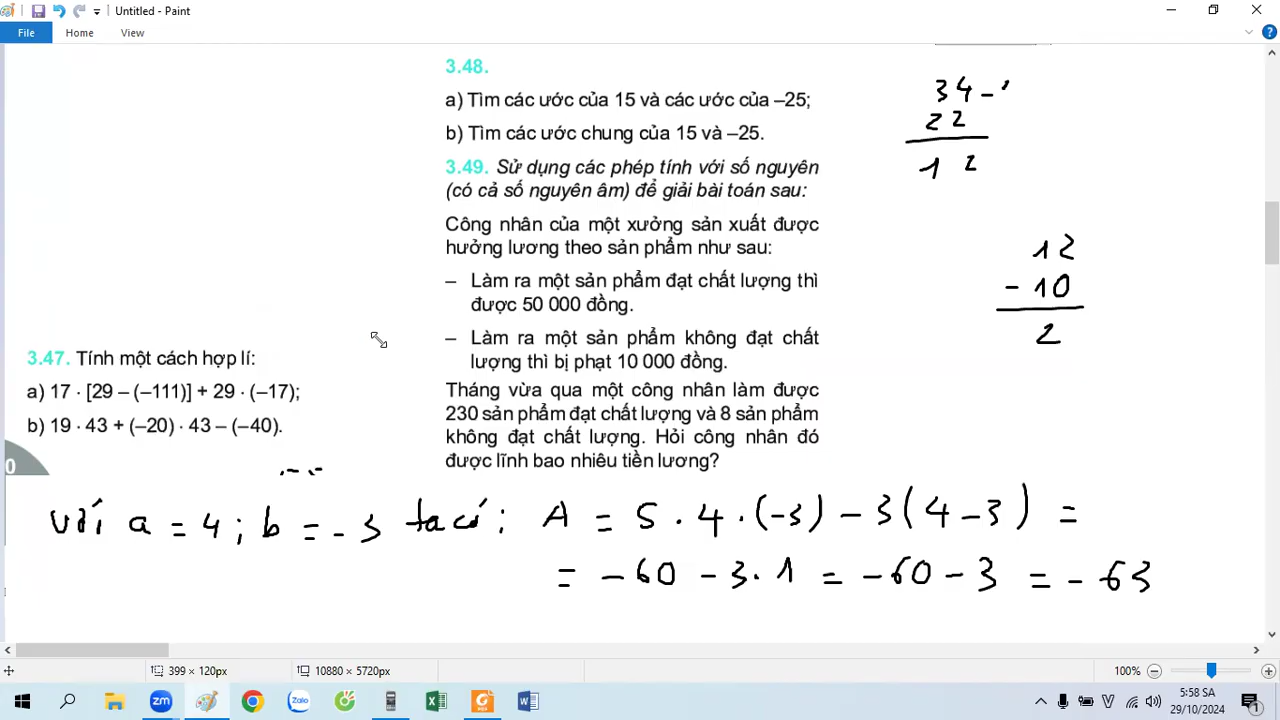 Untitled - Paint
File
Home
View
3.48.
a) Tìm các ước của 15 và các ước của –25;
b) Tìm các ước chung của 15 và –25.
3.49. Sử dụng các phép tính với số nguyên
(có cả số nguyên âm) để giải bài toán sau:
Công nhân của một xưởng sản xuất được
hưởng lương theo sản phẩm như sau:
– Làm ra một sản phẩm đạt chất lượng thì
được 50 000 đồng.
– Làm ra một sản phẩm không đạt chất
lượng thì bị phạt 10 000 đồng.
Tháng vừa qua một công nhân làm được
230 sản phẩm đạt chất lượng và 8 sản phẩm
không đạt chất lượng. Hỏi công nhân đó
được lĩnh bao nhiêu tiền lương?
3.47. Tính một cách hợp lí:
a) 17 · [29 – (–111)] + 29 · (–17);
b) 19 · 43 + (–20) · 43 – (–40).
0
34 –
22
12
12
- 10
2
với a = 4 ; b = - 3 ta có : A = 5 . 4 . (-3) - 3 ( 4 - 3 ) =
= - 60 - 3 . 1 = - 60 - 3 = - 63
399 × 120px
10880 × 5720px
100%
zm
Zalo
5:58 SA
29/10/2024
1